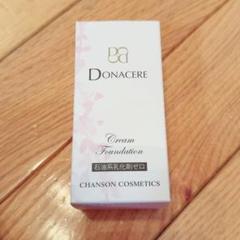 DONACERE
Cream
Foundation
石油系乳化剤ゼロ
CHANSON COSMETICS